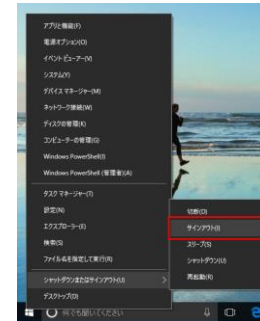 アプリと機能(F)
電源オプション(O)
イベント ビューアー(V)
システム(Y)
デバイス マネージャー(M)
ネットワーク接続(W)
ディスクの管理(K)
コンピューターの管理(G)
Windows PowerShell(I)
Windows PowerShell (管理者)(A)
タスク マネージャー(T)
設定(N)
エクスプローラー(E)
検索(S)
ファイル名を指定して実行(R)
シャットダウンまたはサインアウト(U)
デスクトップ(D)
切断(D)
サインアウト(I)
スリープ(S)
シャットダウン(U)
再起動(R)
何でも聞いてください